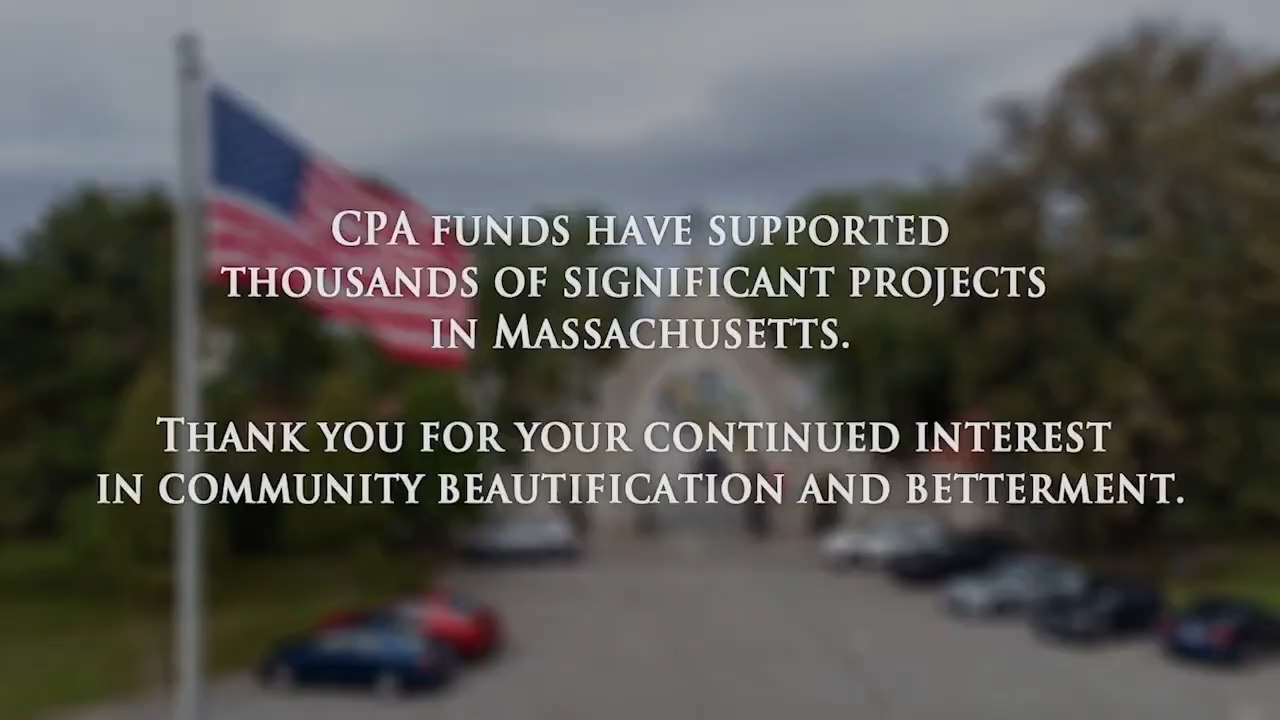 CPA FUNDS HAVE SUPPORTED
THOUSANDS OF SIGNIFICANT PROJECTS
IN MASSACHUSETTS.
THANK YOU FOR YOUR CONTINUED INTEREST
IN COMMUNITY BEAUTIFICATION AND BETTERMENT.